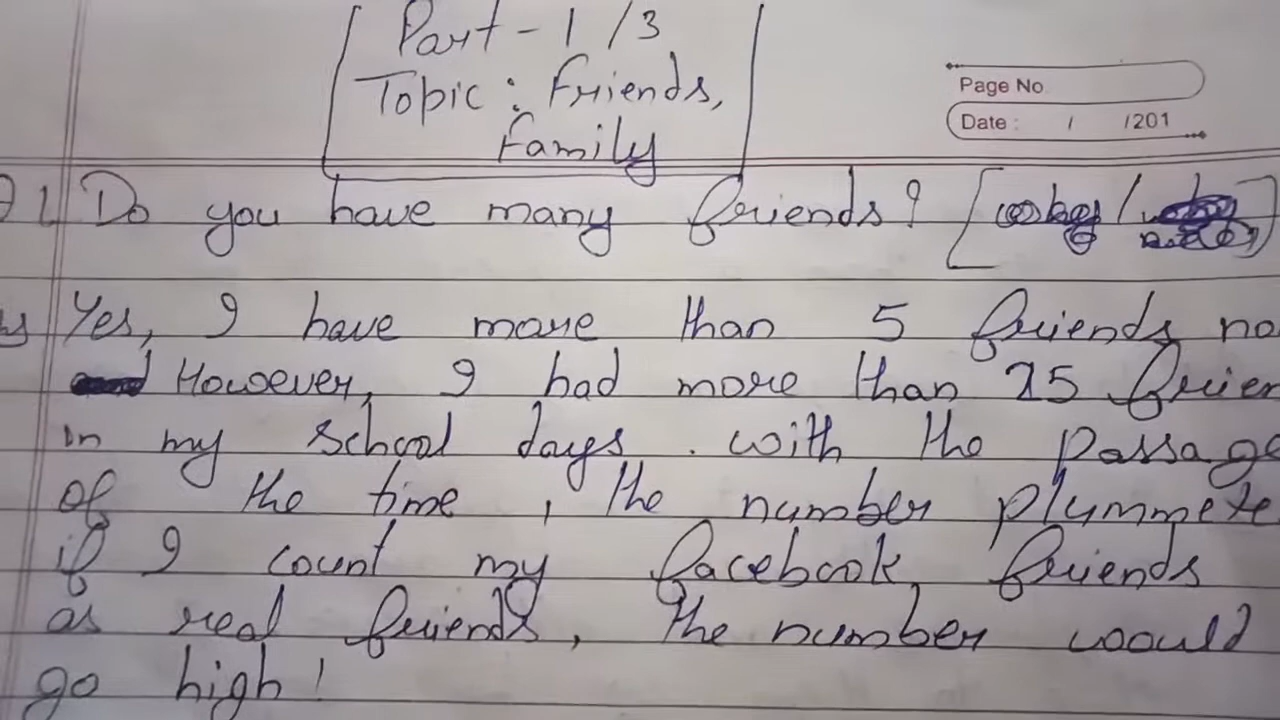 Part - 1 / 3
Topic : Friends,
Family
Page No
Date : / /201
1. Do you have many friends? [
Yes, I have more than 5 friends no
However, I had more than 25 frien
in my school days. with the passage
of the time, the number plummete
if I count my facebook friends
as real friends, the number would
go high!